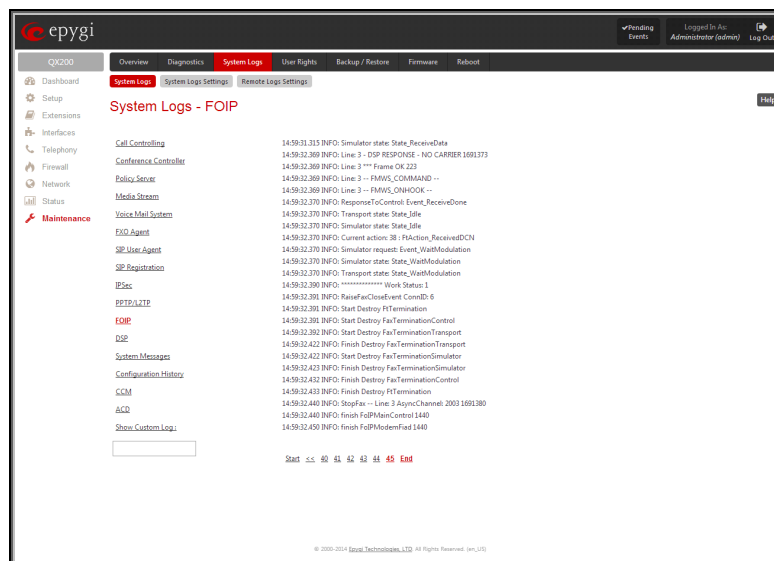 epygi
✔Pending Events
Logged In As:
Administrator (admin)
Log Out
QX200
Overview
Diagnostics
System Logs
User Rights
Backup / Restore
Firmware
Reboot
Dashboard
Setup
Extensions
Interfaces
Telephony
Firewall
Network
Status
Maintenance
System Logs
System Logs Settings
Remote Logs Settings
System Logs - FOIP
Help
Call Controlling
Conference Controller
Policy Server
Media Stream
Voice Mail System
FXO Agent
SIP User Agent
SIP Registration
IPSec
PPTP/L2TP
FOIP
DSP
System Messages
Configuration History
CCM
ACD
Show Custom Log :
14:59:31.315 INFO: Simulator state: State_ReceiveData
14:59:32.369 INFO: Line: 3 - DSP RESPONSE - NO CARRIER 1691373
14:59:32.369 INFO: Line: 3 *** Frame OK 223
14:59:32.369 INFO: Line: 3 -- FMWS_COMMAND --
14:59:32.369 INFO: Line: 3 -- FMWS_ONHOOK --
14:59:32.370 INFO: ResponseToControl: Event_ReceiveDone
14:59:32.370 INFO: Transport state: State_Idle
14:59:32.370 INFO: Simulator state: State_Idle
14:59:32.370 INFO: Current action: 38 : FtAction_ReceivedDCN
14:59:32.370 INFO: Simulator request: Event_WaitModulation
14:59:32.370 INFO: Simulator state: State_WaitModulation
14:59:32.370 INFO: Transport state: State_WaitModulation
14:59:32.390 INFO: ************** Work Status: 1
14:59:32.391 INFO: RaiseFaxCloseEvent ConnID: 6
14:59:32.391 INFO: Start Destroy FtTermination
14:59:32.391 INFO: Start Destroy FaxTerminationControl
14:59:32.392 INFO: Start Destroy FaxTerminationTransport
14:59:32.422 INFO: Finish Destroy FaxTerminationTransport
14:59:32.422 INFO: Start Destroy FaxTerminationSimulator
14:59:32.423 INFO: Finish Destroy FaxTerminationSimulator
14:59:32.432 INFO: Finish Destroy FaxTerminationControl
14:59:32.433 INFO: Finish Destroy FtTermination
14:59:32.440 INFO: StopFax -- Line: 3 AsyncChannel: 2003 1691380
14:59:32.440 INFO: finish FoIPMainControl 1440
14:59:32.450 INFO: finish FoIPModemFiad 1440
Start << 40 41 42 43 44 45 End
© 2000-2014 Epygi Technologies, LTD. All Rights Reserved. (en_US)